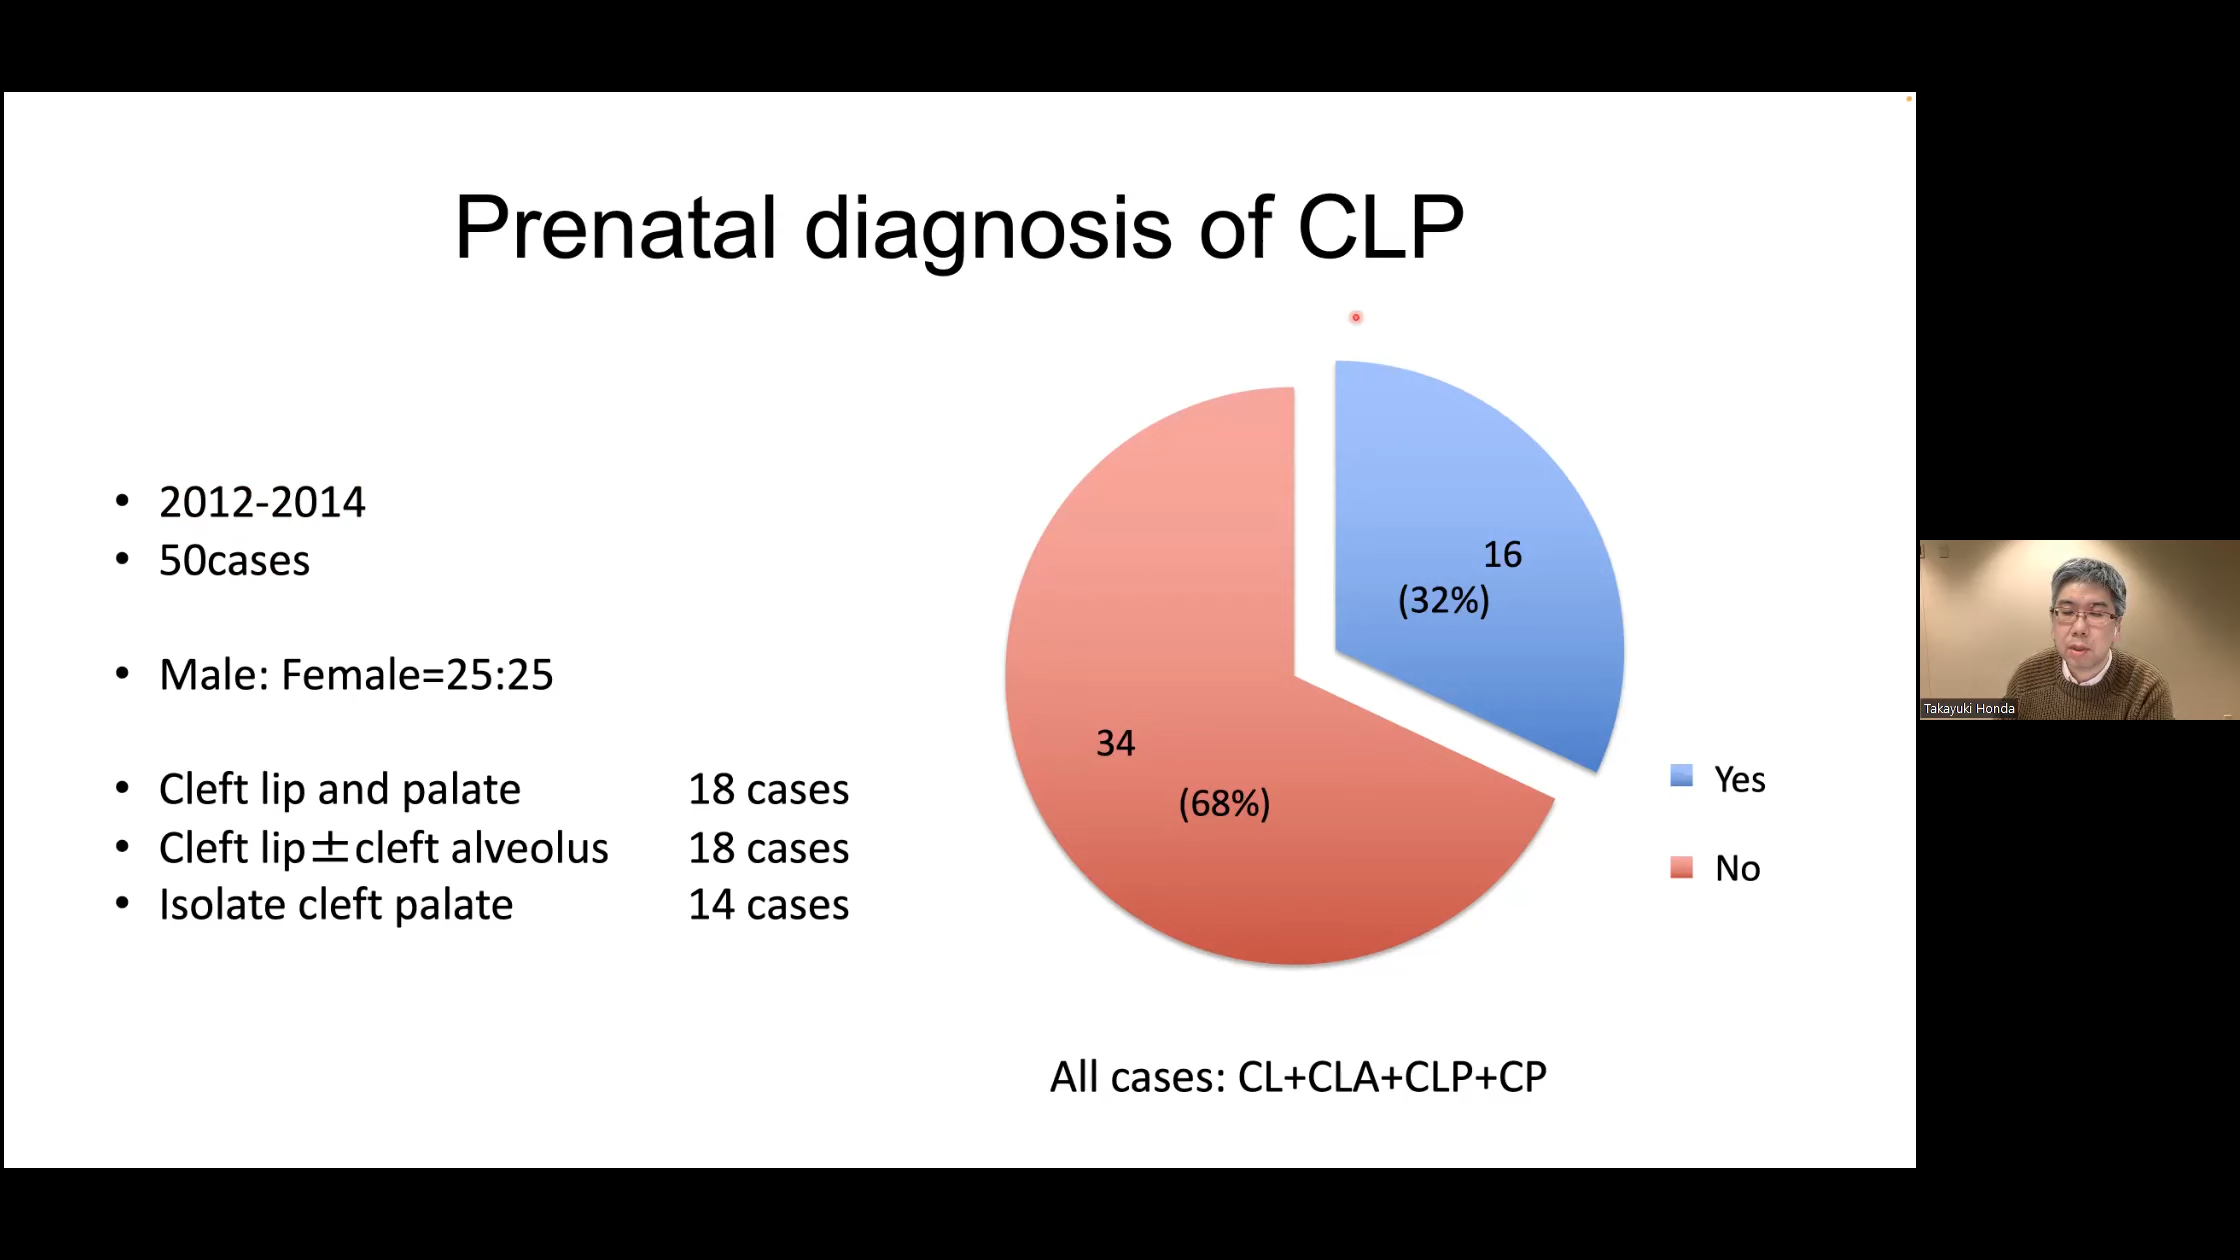 Prenatal diagnosis of CLP
• 2012-2014
• 50cases
• Male: Female=25:25
• Cleft lip and palate 18 cases
• Cleft lip±cleft alveolus 18 cases
• Isolate cleft palate 14 cases
16
(32%)
34
(68%)
Yes
No
All cases: CL+CLA+CLP+CP
Takayuki Honda